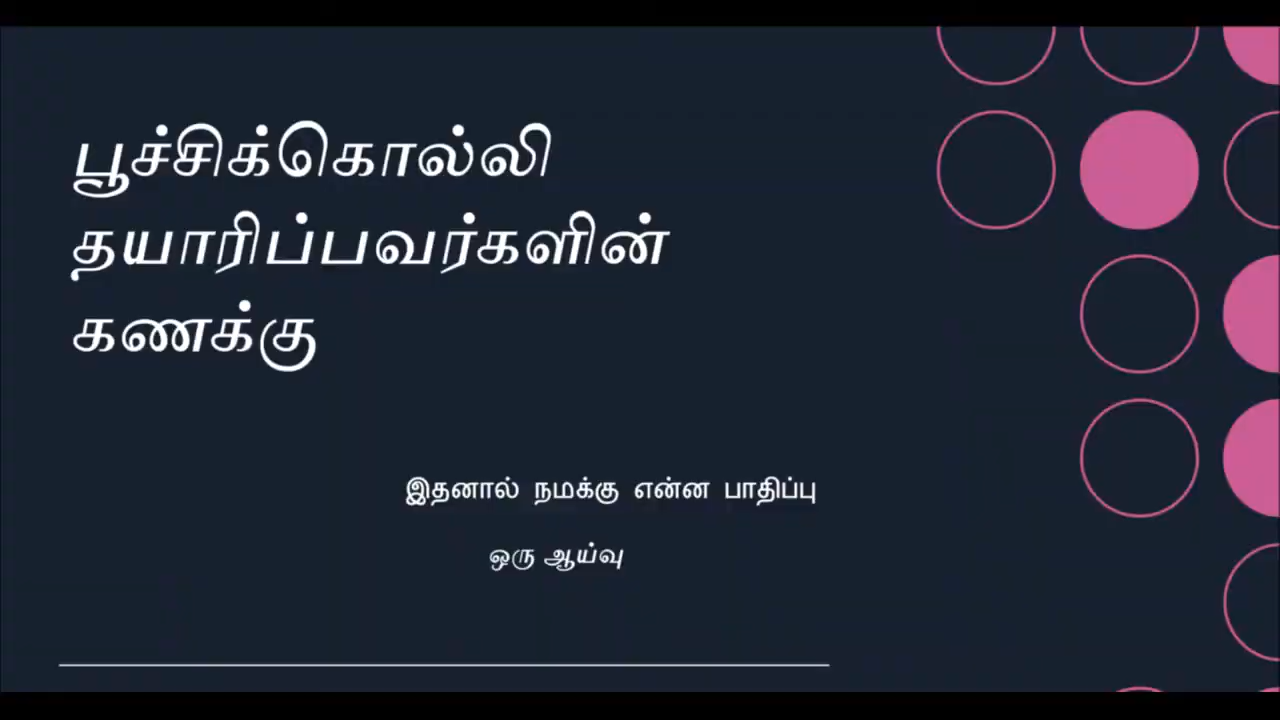 பூச்சிக்கொல்லி
தயாரிப்பவர்களின்
கணக்கு
இதனால் நமக்கு என்ன பாதிப்பு
ஒரு ஆய்வு